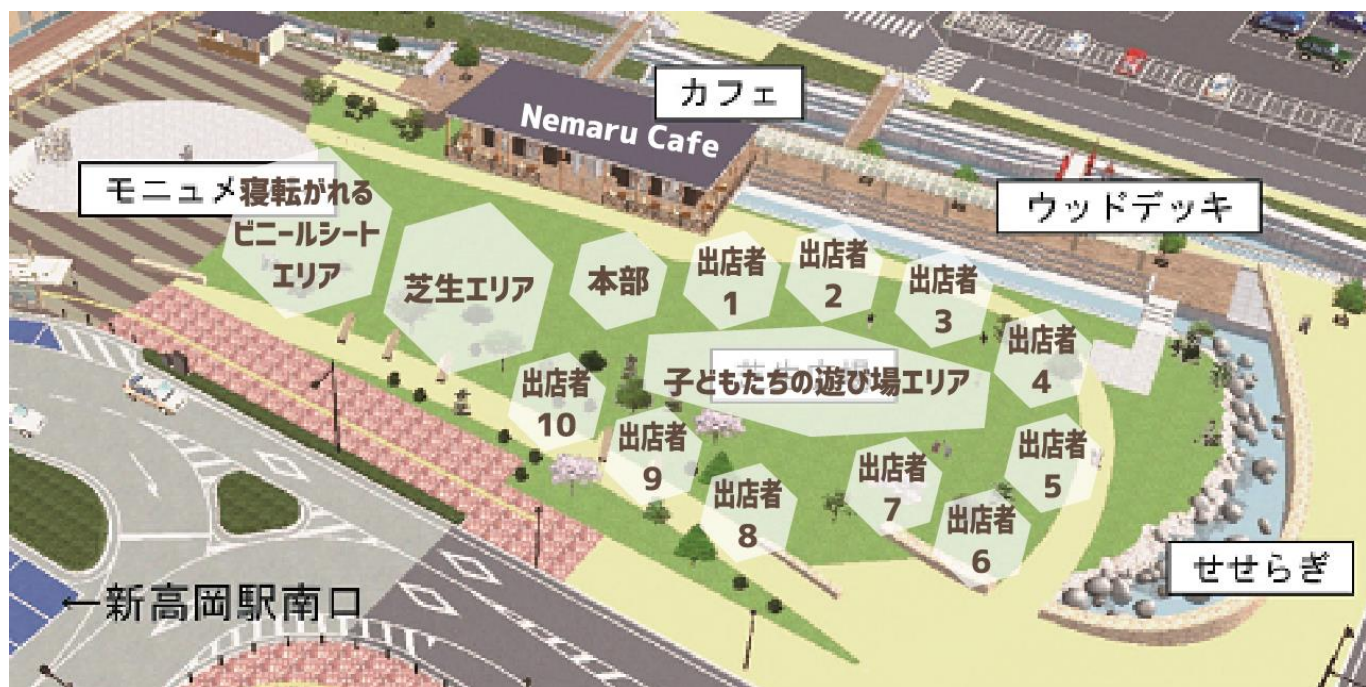 カフェ
Nemaru Cafe
モニュメ
寝転がれる
ビニールシート
エリア
ウッドデッキ
芝生エリア
本部
出店者
1
出店者
2
出店者
3
出店者
4
子どもたちの遊び場エリア
出店者
10
出店者
9
出店者
8
出店者
7
出店者
6
出店者
5
せせらぎ
←新高岡駅南口